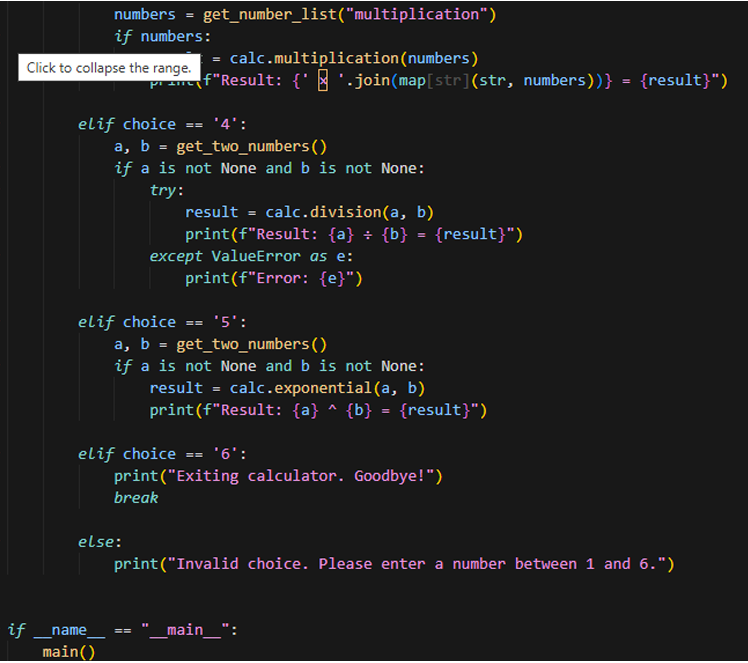 numbers = get_number_list("multiplication")
            if numbers:
Click to collapse the range. = calc.multiplication(numbers)
                print(f"Result: {' × '.join(map[str](str, numbers))} = {result}")

        elif choice == '4':
            a, b = get_two_numbers()
            if a is not None and b is not None:
                try:
                    result = calc.division(a, b)
                    print(f"Result: {a} ÷ {b} = {result}")
                except ValueError as e:
                    print(f"Error: {e}")

        elif choice == '5':
            a, b = get_two_numbers()
            if a is not None and b is not None:
                result = calc.exponential(a, b)
                print(f"Result: {a} ^ {b} = {result}")

        elif choice == '6':
            print("Exiting calculator. Goodbye!")
            break

        else:
            print("Invalid choice. Please enter a number between 1 and 6.")


if __name__ == "__main__":
    main()